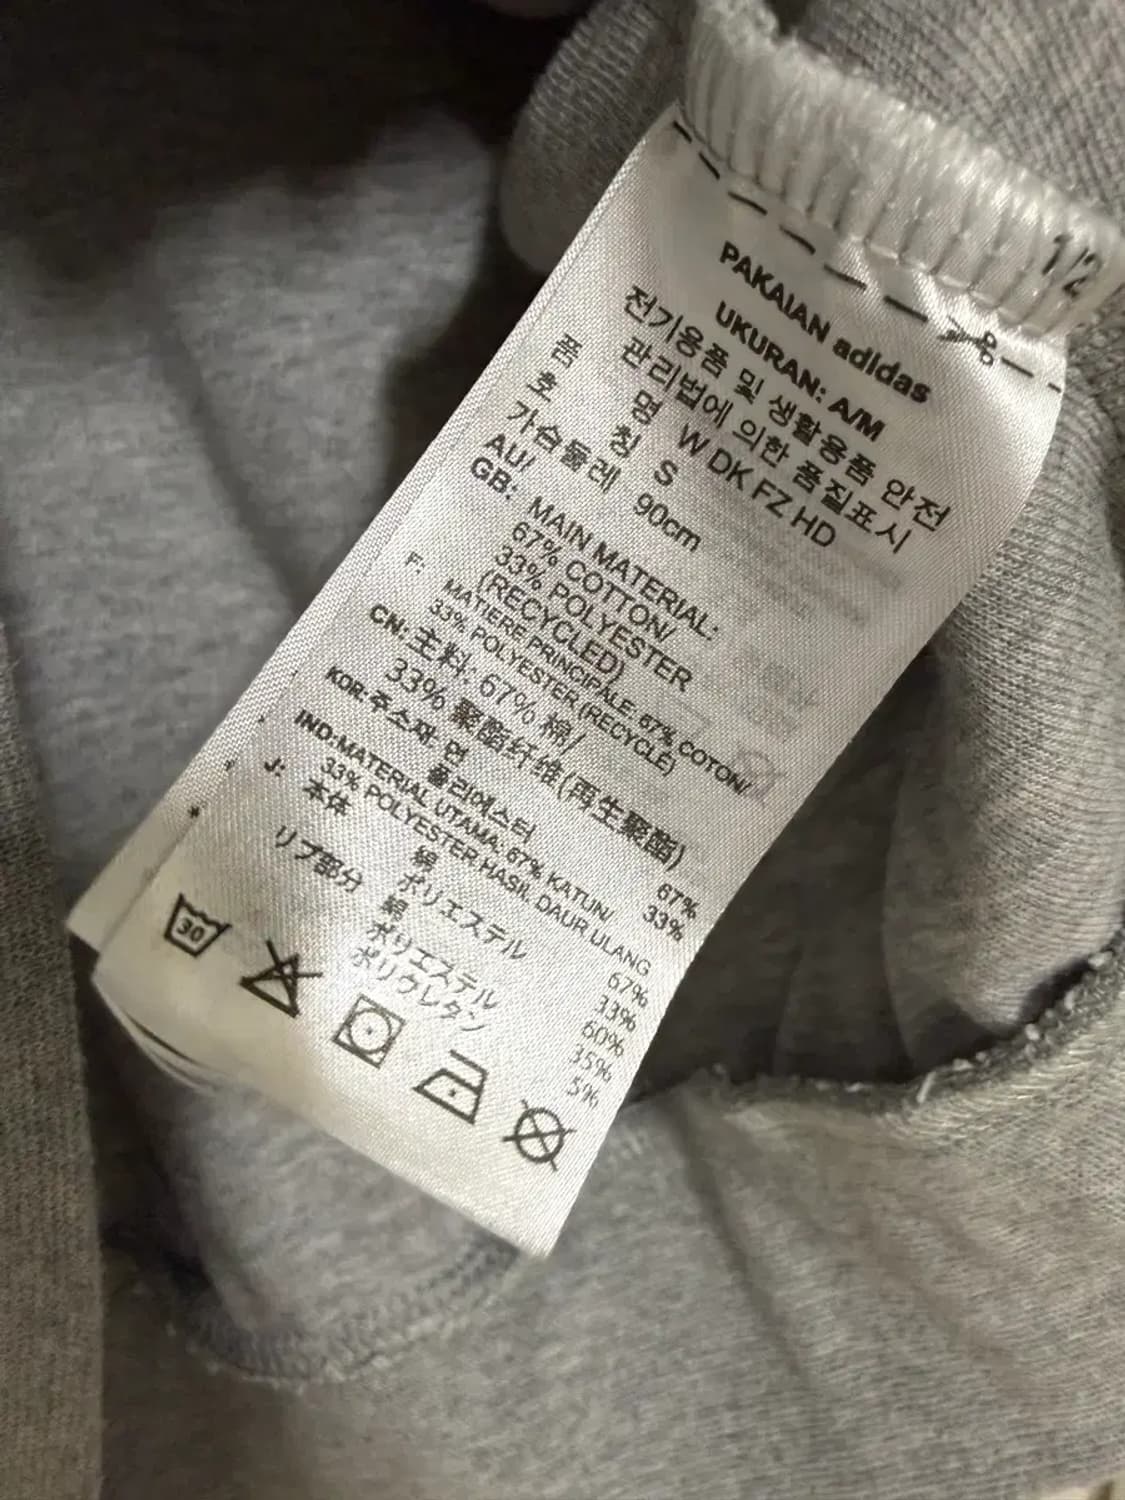 1/2
PAKAIAN adidas
UKURAN: A/M
전기용품 및 생활용품 안전
관리법에 의한 품질표시
품 명 W DK FZ HD
호 칭 S
가슴둘레 90cm
AU/
GB: MAIN MATERIAL:
67% COTTON/
33% POLYESTER
(RECYCLED)
F: MATIERE PRINCIPALE: 67% COTON/
33% POLYESTER (RECYCLÉ)
CN: 主料: 67% 棉/
33% 聚酯纤维(再生聚酯)
KOR: 주소재: 면 67%
폴리에스터 33%
IND: MATERIAL UTAMA: 67% KATUN/
33% POLYESTER HASIL DAUR ULANG
J: 本体 綿 67%
ポリエステル 33%
リブ部分 綿 60%
ポリエステル 35%
ポリウレタン 5%
30